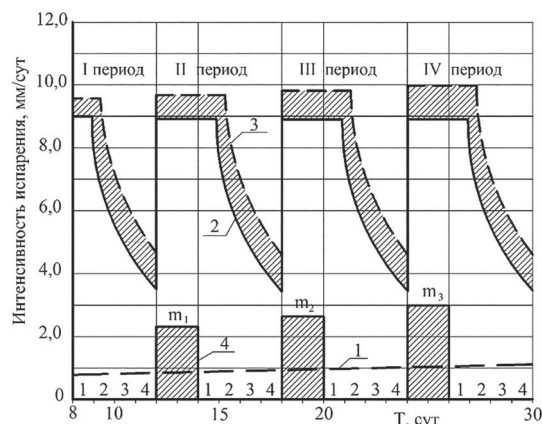 12,0
10,0
8,0
6,0
4,0
2,0
0
Интенсивность испарения, мм/сут
I период II период III период IV период
3
2
m1 m2 m3
4 1
1 2 3 4 1 2 3 4 1 2 3 4 1 2 3 4
8 10 15 20 30
Т, сут